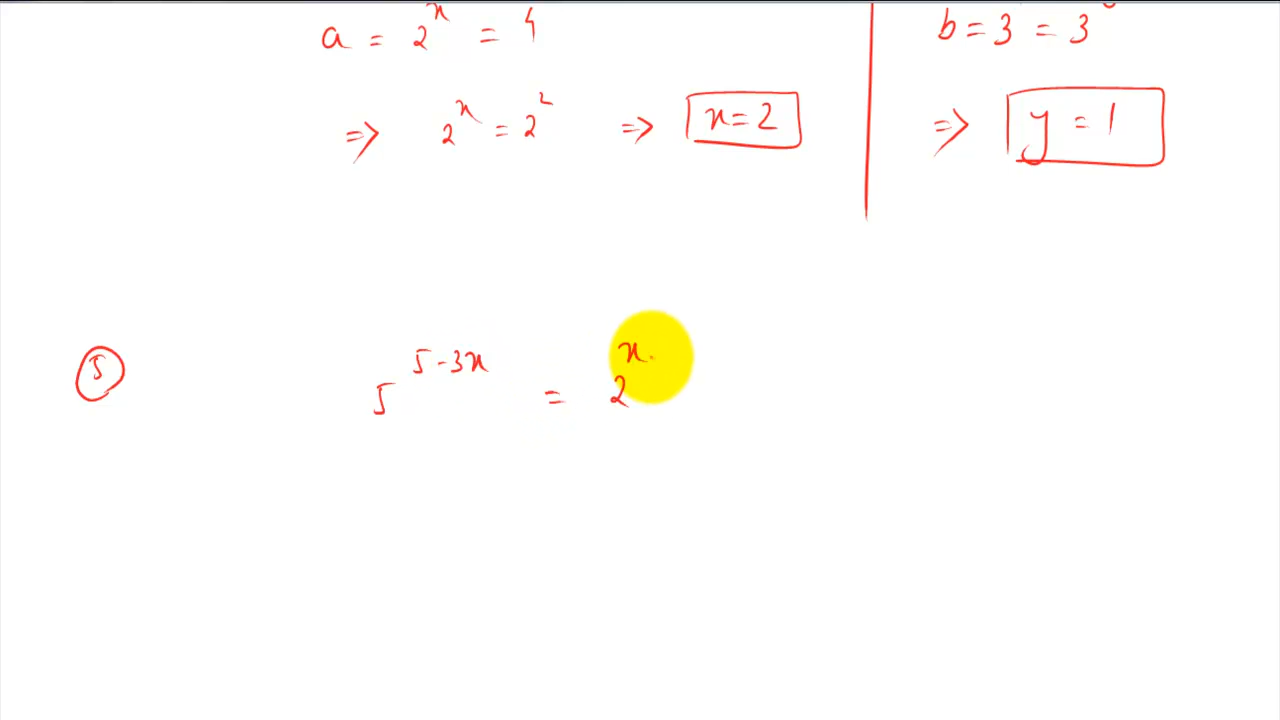 a = 2^x = 4
b = 3 = 3
⇒ 2^x = 2^2 ⇒ x = 2
⇒ y = 1
5
5^(5-3x) = 2^x